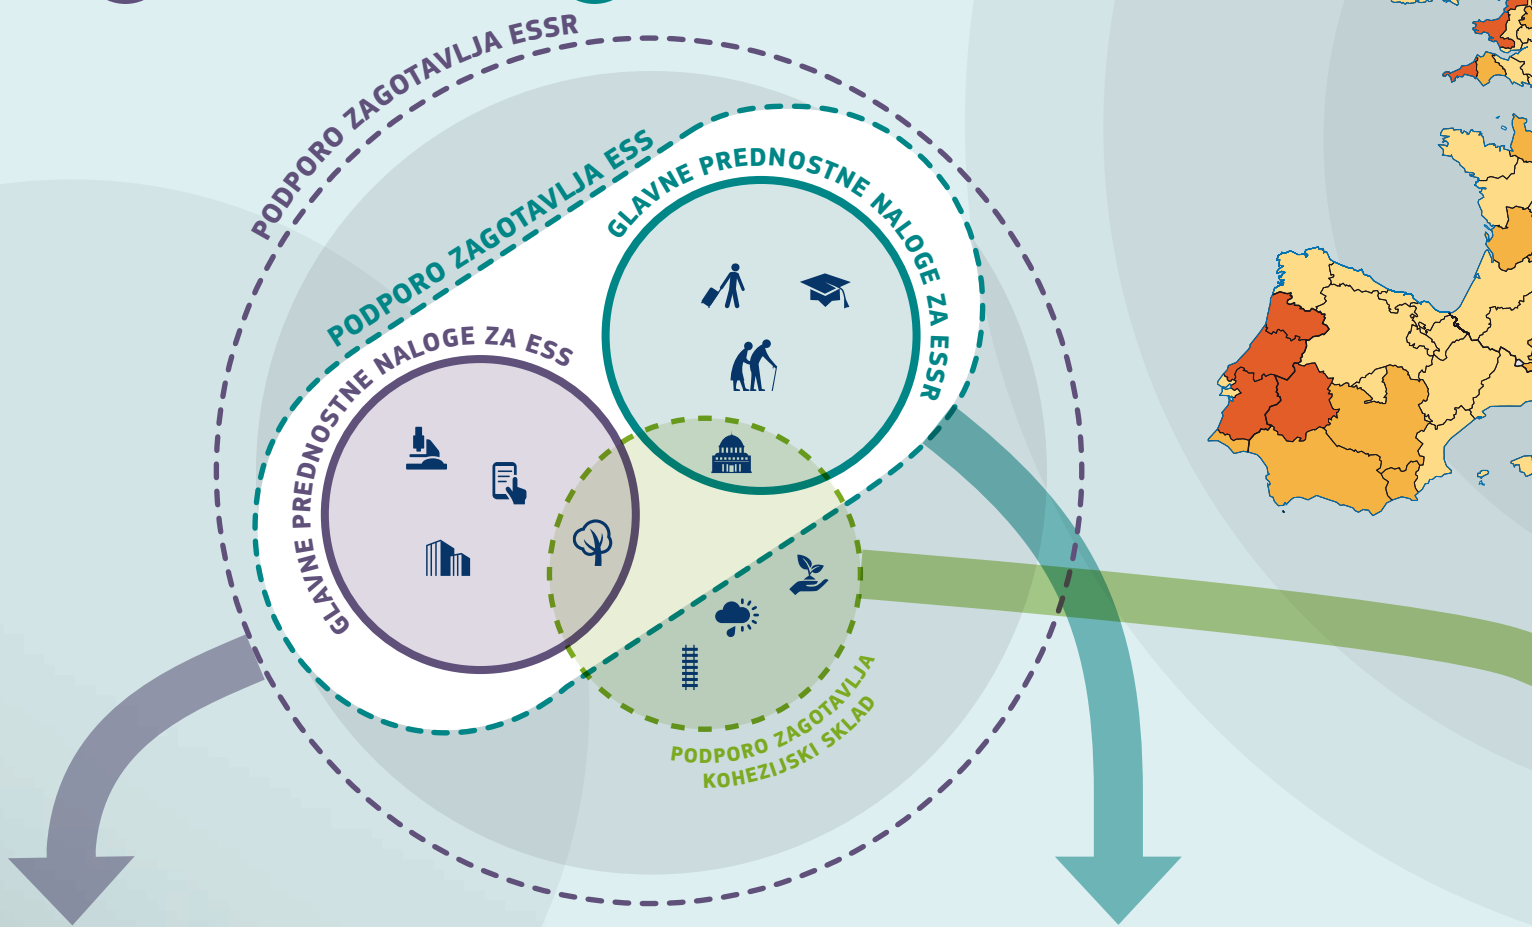 PODPORO ZAGOTAVLJA ESSR
PODPORO ZAGOTAVLJA ESS
GLAVNE PREDNOSTNE NALOGE ZA ESSR
GLAVNE PREDNOSTNE NALOGE ZA ESS
PODPORO ZAGOTAVLJA
KOHEZIJSKI SKLAD